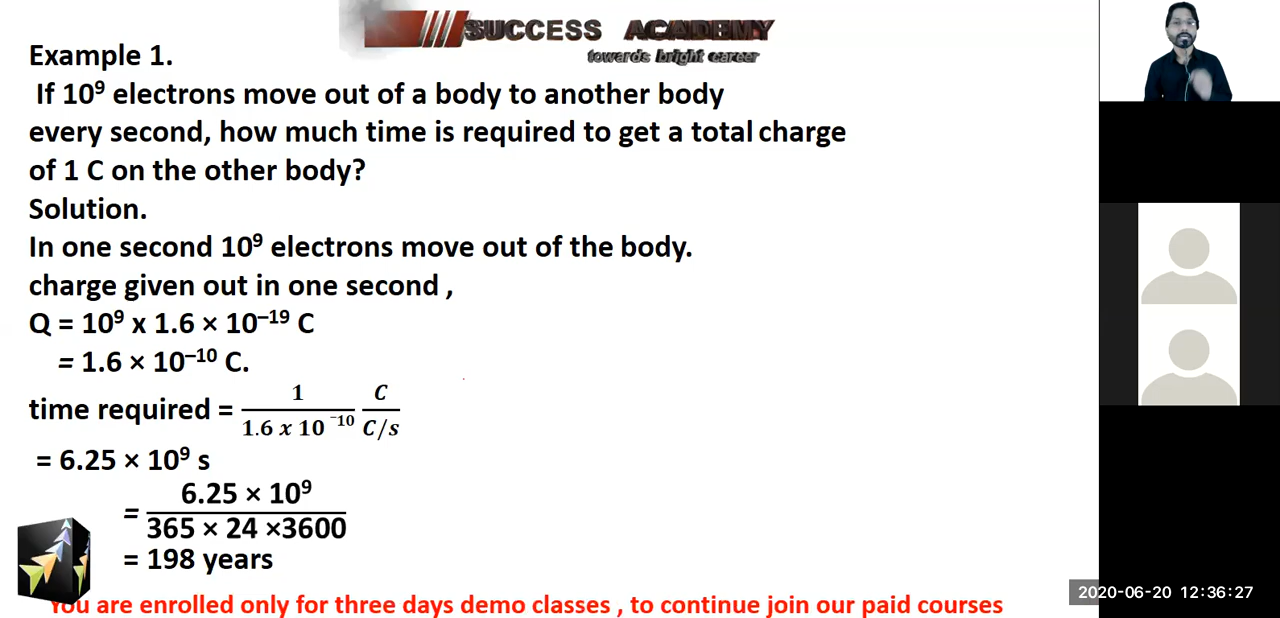 SUCCESS ACADEMY
towards bright career
Example 1.
If 10⁹ electrons move out of a body to another body
every second, how much time is required to get a total charge
of 1 C on the other body?
Solution.
In one second 10⁹ electrons move out of the body.
charge given out in one second ,
Q = 10⁹ x 1.6 × 10⁻¹⁹ C
= 1.6 × 10⁻¹⁰ C.
time required = 1 / 1.6 x 10⁻¹⁰ C / C/s
= 6.25 × 10⁹ s
= 6.25 × 10⁹ / 365 × 24 ×3600
= 198 years
You are enrolled only for three days demo classes , to continue join our paid courses
2020-06-20 12:36:27